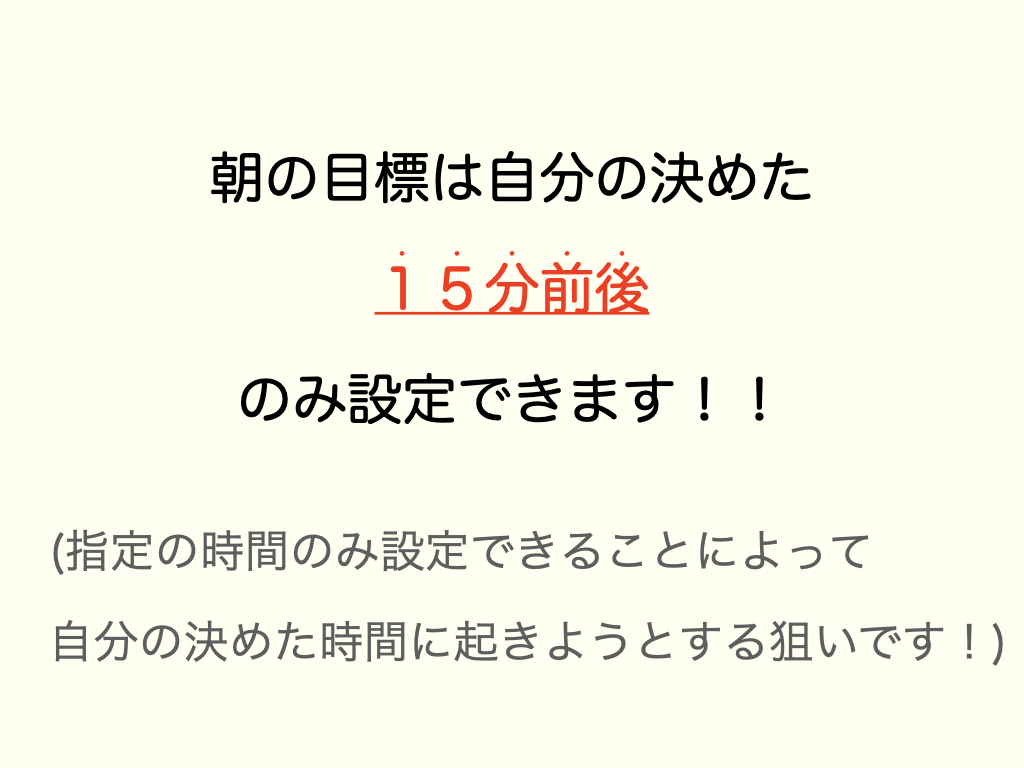 朝の目標は自分の決めた
１５分前後
のみ設定できます！！
(指定の時間のみ設定できることによって
自分の決めた時間に起きようとする狙いです！)